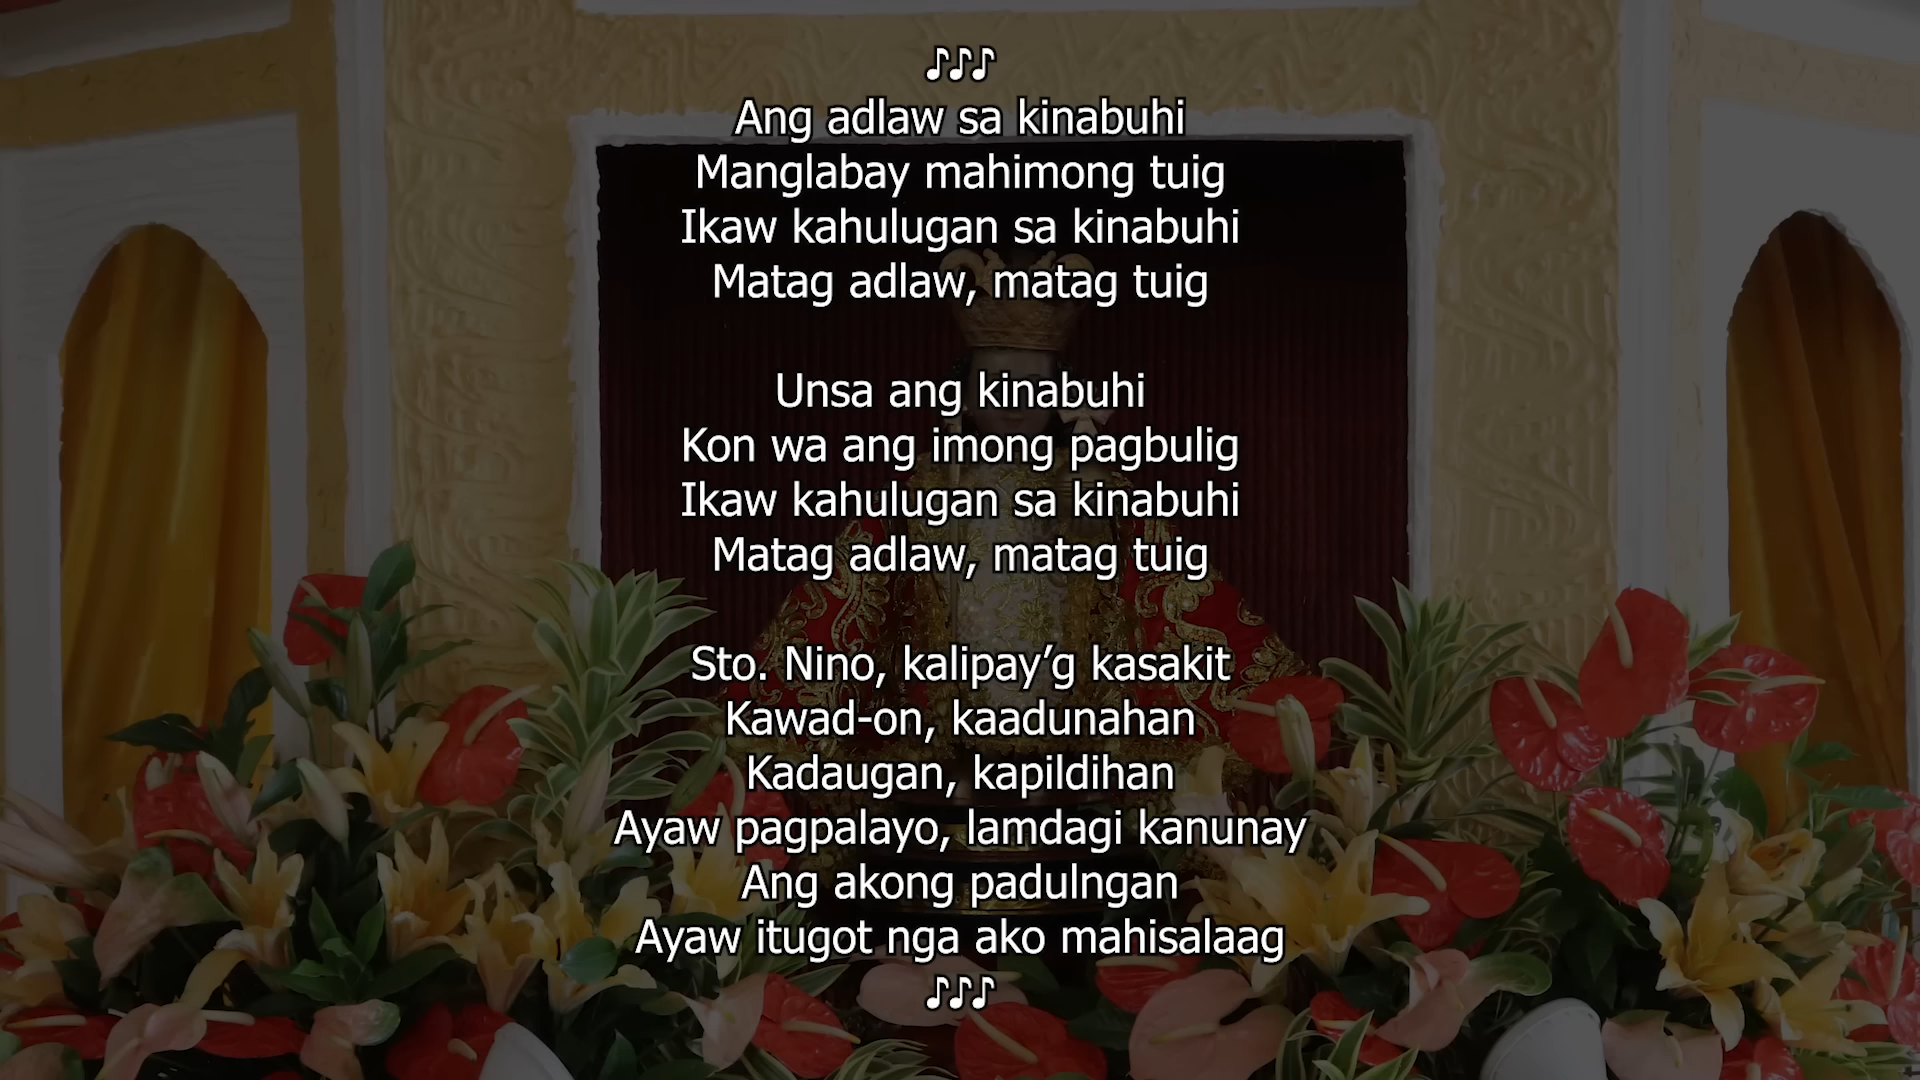 ♪♪♪
Ang adlaw sa kinabuhi
Manglabay mahimong tuig
Ikaw kahulugan sa kinabuhi
Matag adlaw, matag tuig

Unsa ang kinabuhi
Kon wa ang imong pagbulig
Ikaw kahulugan sa kinabuhi
Matag adlaw, matag tuig

Sto. Nino, kalipay’g kasakit
Kawad-on, kaadunahan
Kadaugan, kapildihan
Ayaw pagpalayo, lamdagi kanunay
Ang akong padulngan
Ayaw itugot nga ako mahisalaag
♪♪♪